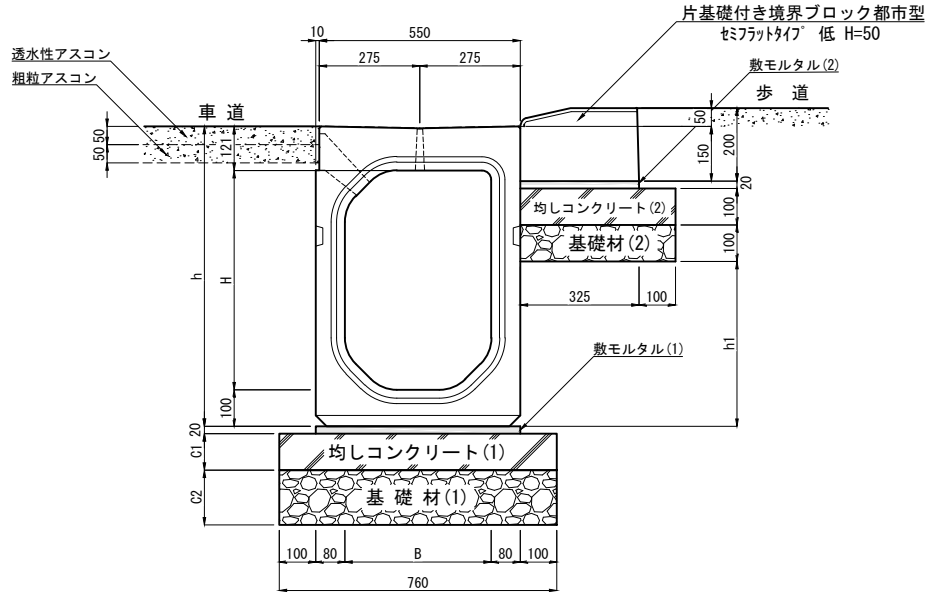 片基礎付き境界ブロック都市型
セミフラットタイプ 低 H=50
10
550
275
275
透水性アスコン
粗粒アスコン
敷モルタル(2)
車 道
歩 道
50
50
121
50
150
200
20
均しコンクリート(2)
100
基礎材(2)
100
325
100
h
H
h1
敷モルタル(1)
100
20
均しコンクリート(1)
C1
基 礎 材(1)
C2
100
80
B
80
100
760